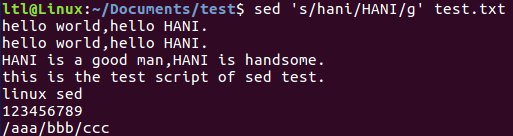 ltl@Linux:~/Documents/test$ sed 's/hani/HANI/g' test.txt
hello world,hello HANI.
hello world,hello HANI.
HANI is a good man,HANI is handsome.
this is the test script of sed test.
linux sed
123456789
/aaa/bbb/ccc